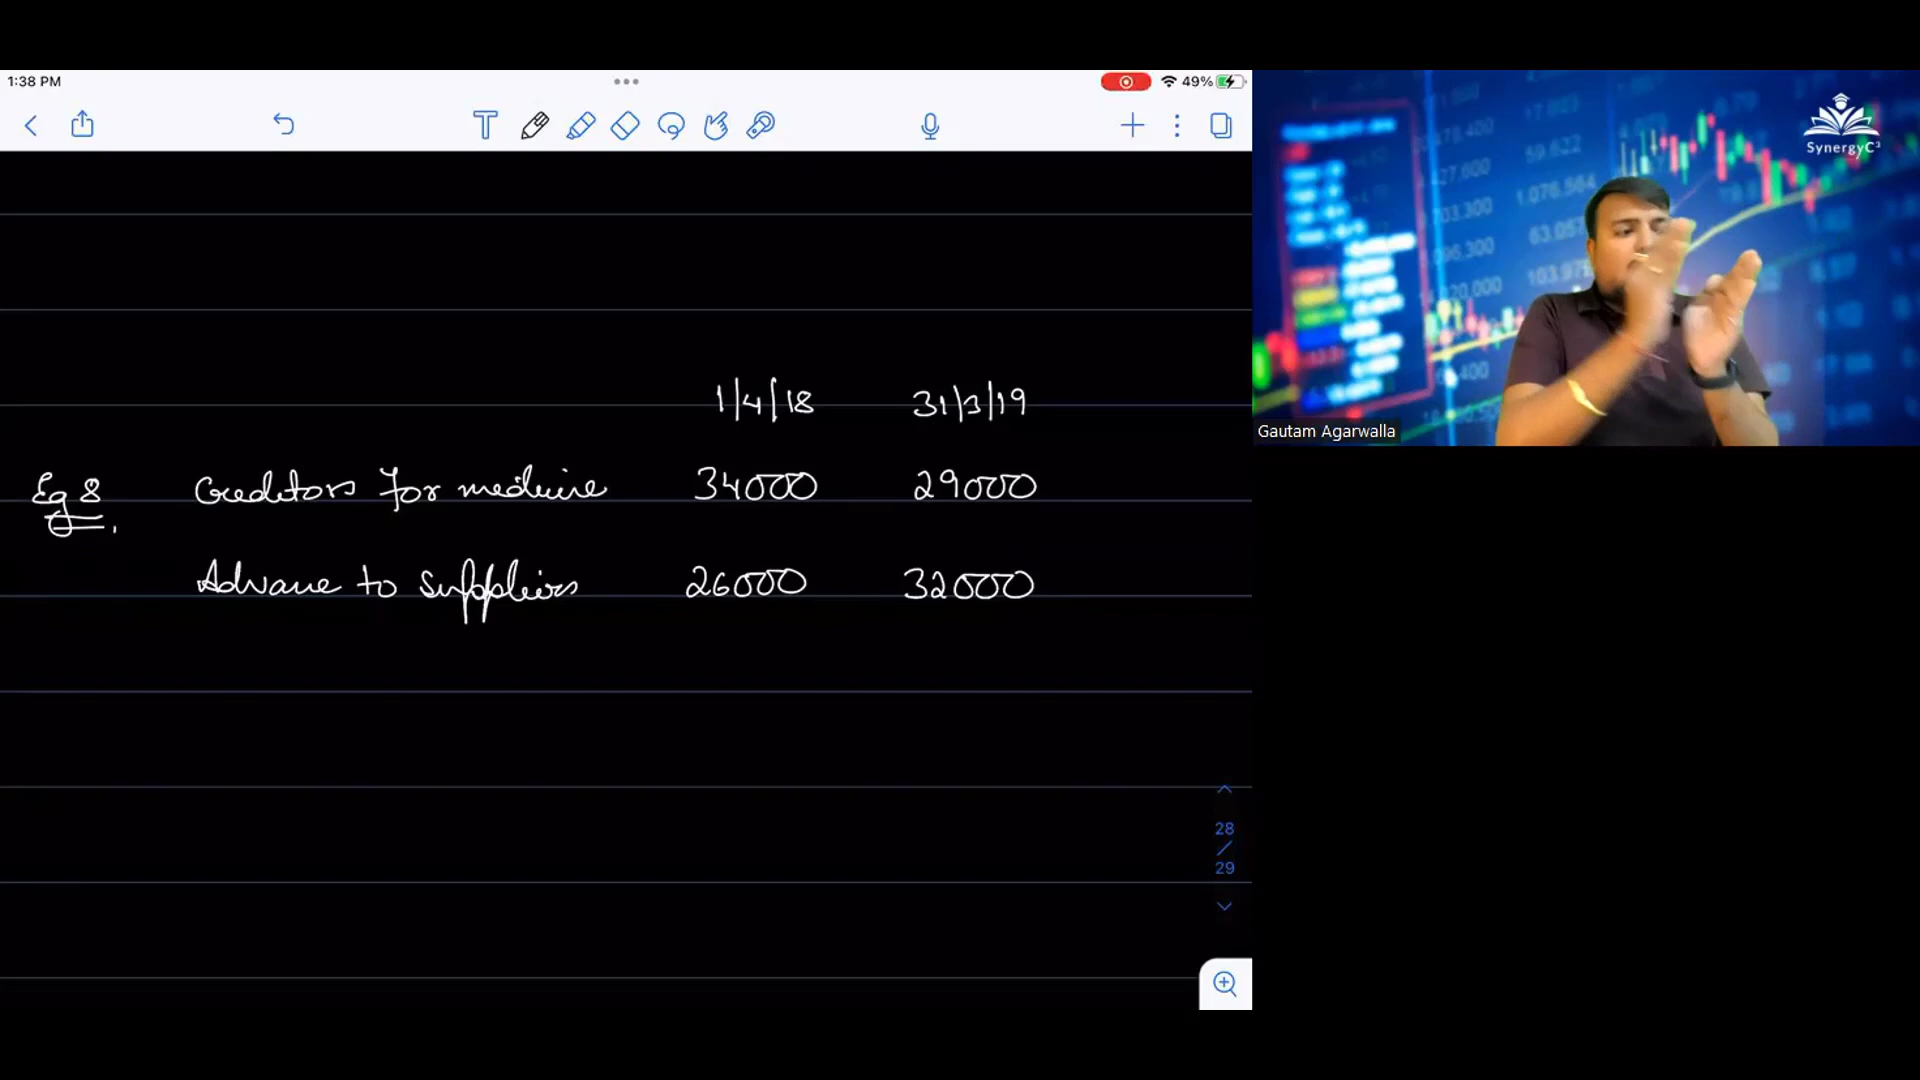 1:38 PM
49%
SynergyC³
1/4/18 31/3/19
Gautam Agarwalla
Eg 8. Creditors for medicine 34000 29000
Advance to suppliers 26000 32000
28
/
29